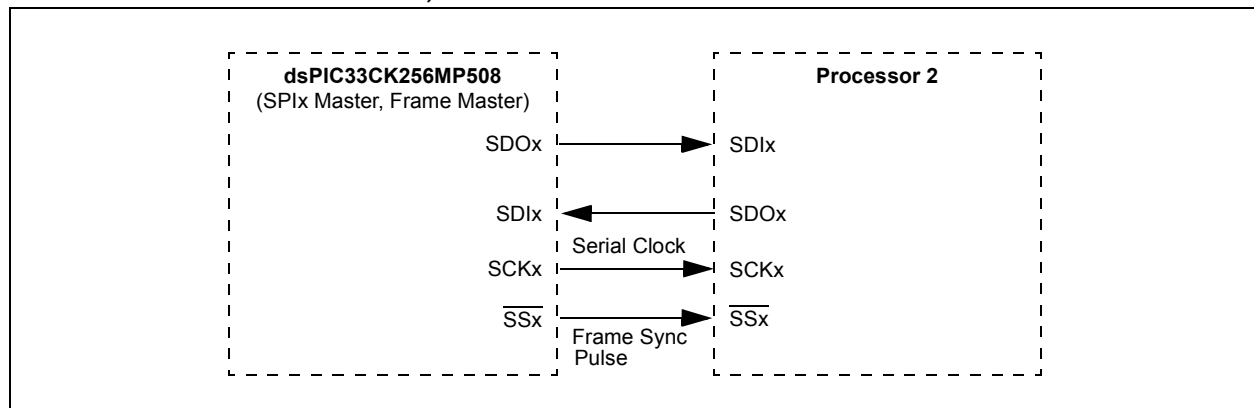 dsPIC33CK256MP508
(SPIx Master, Frame Master)
Processor 2
SDOx
SDIx
SDIx
SDOx
Serial Clock
SCKx
SCKx
SSx
SSx
Frame Sync
Pulse